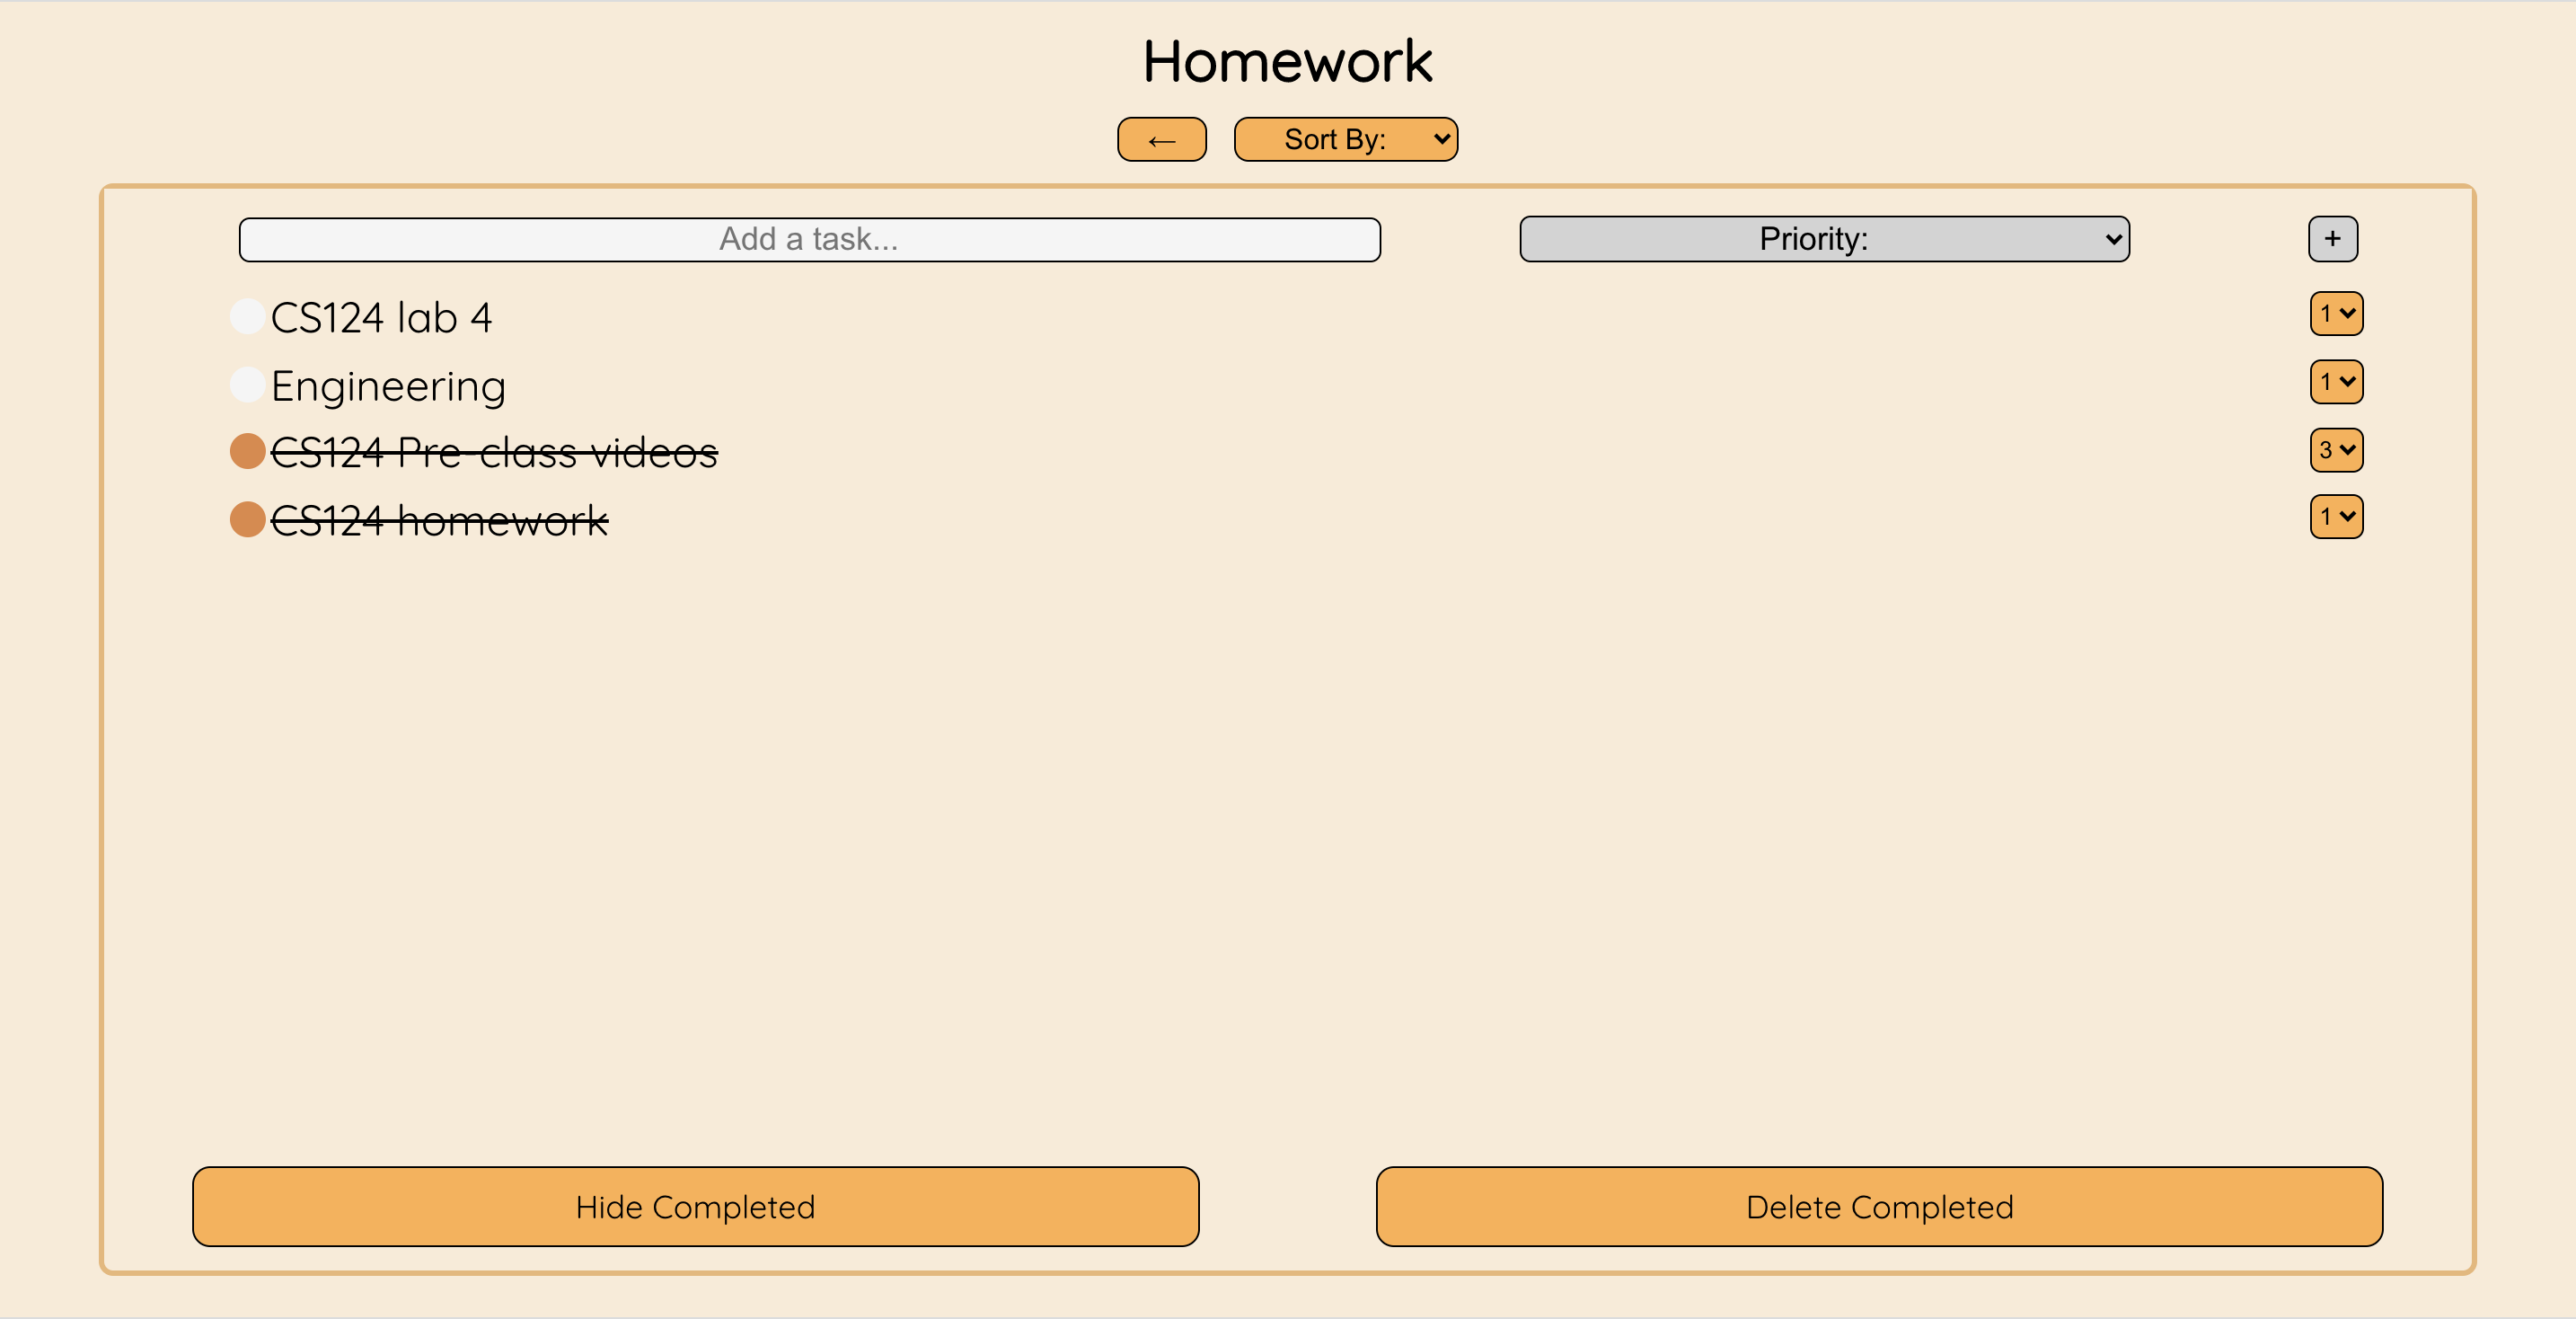 Homework
← Sort By:
Add a task... Priority: +
CS124 lab 4 1
Engineering 1
CS124 Pre-class videos 3
CS124 homework 1
Hide Completed Delete Completed